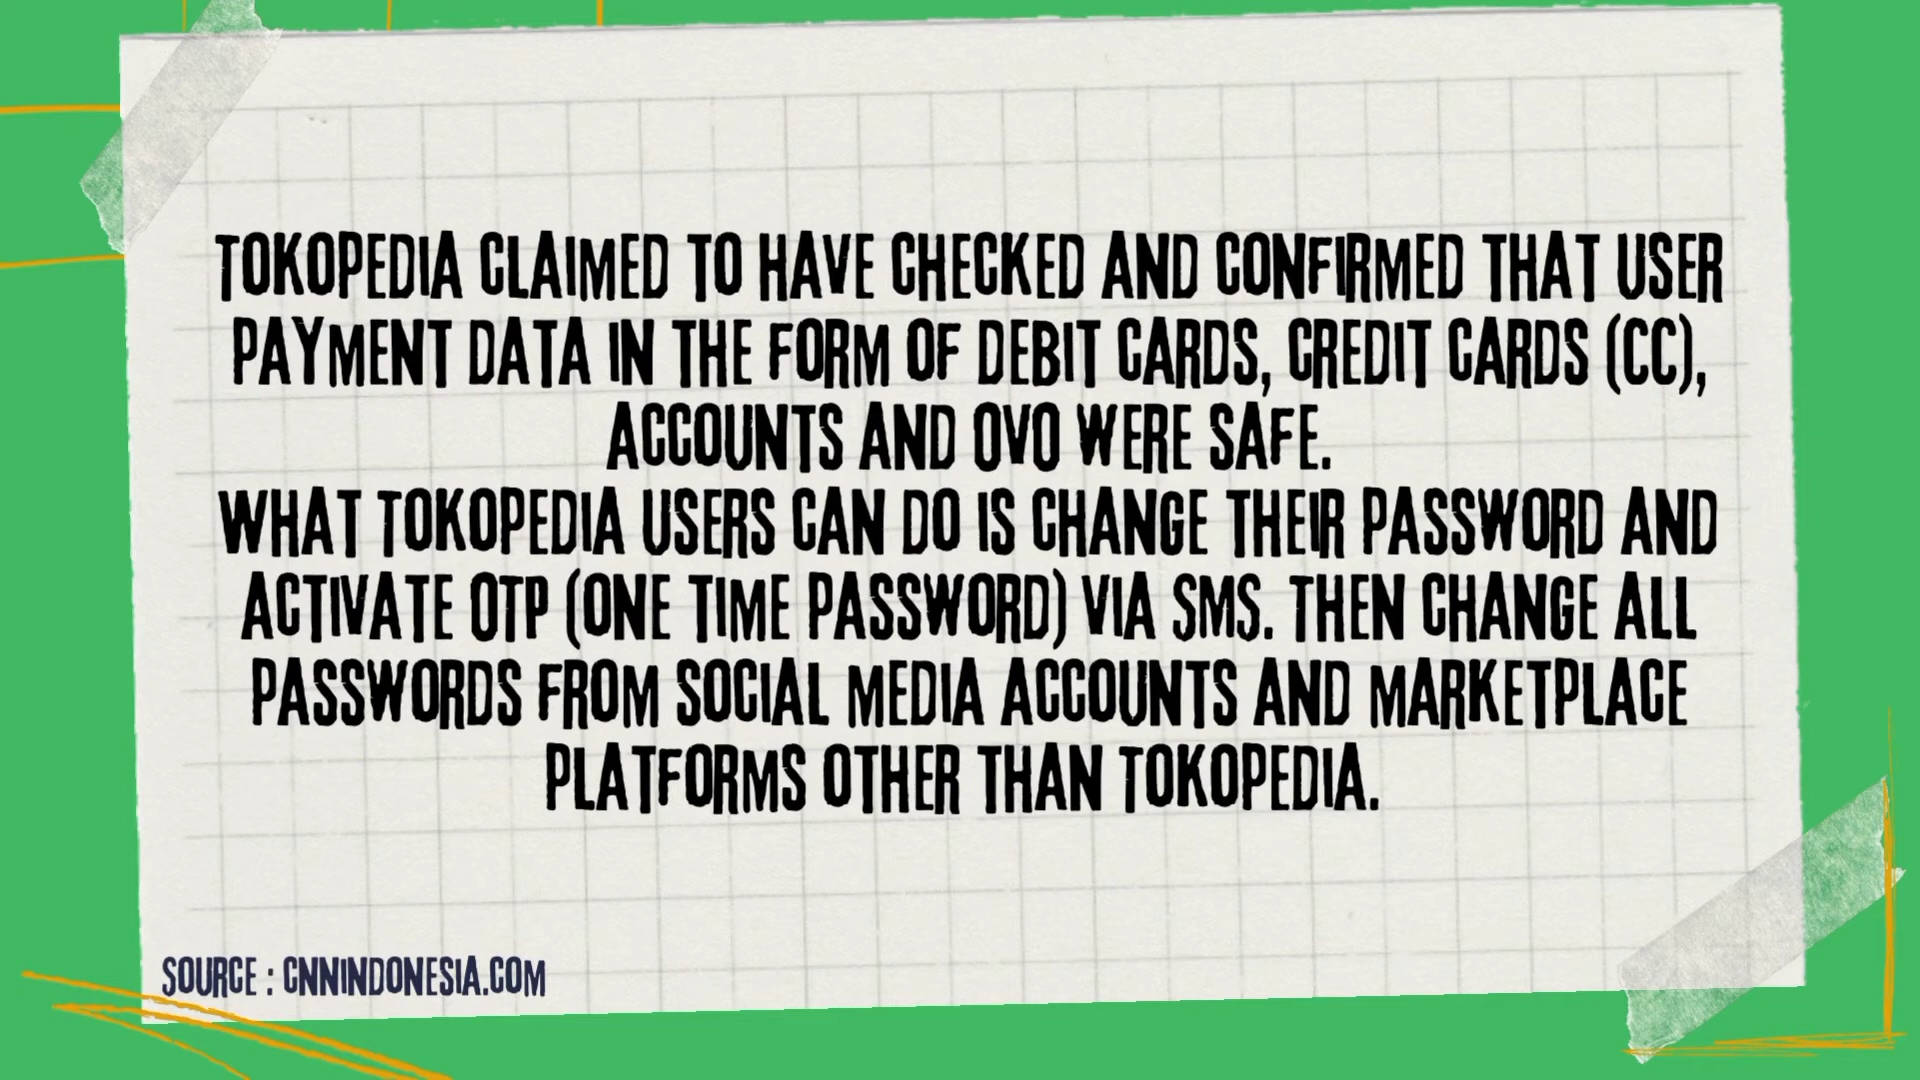 TOKOPEDIA CLAIMED TO HAVE CHECKED AND CONFIRMED THAT USER
PAYMENT DATA IN THE FORM OF DEBIT CARDS, CREDIT CARDS (CC),
ACCOUNTS AND OVO WERE SAFE.
WHAT TOKOPEDIA USERS CAN DO IS CHANGE THEIR PASSWORD AND
ACTIVATE OTP (ONE TIME PASSWORD) VIA SMS. THEN CHANGE ALL
PASSWORDS FROM SOCIAL MEDIA ACCOUNTS AND MARKETPLACE
PLATFORMS OTHER THAN TOKOPEDIA.
SOURCE : CNNINDONESIA.COM